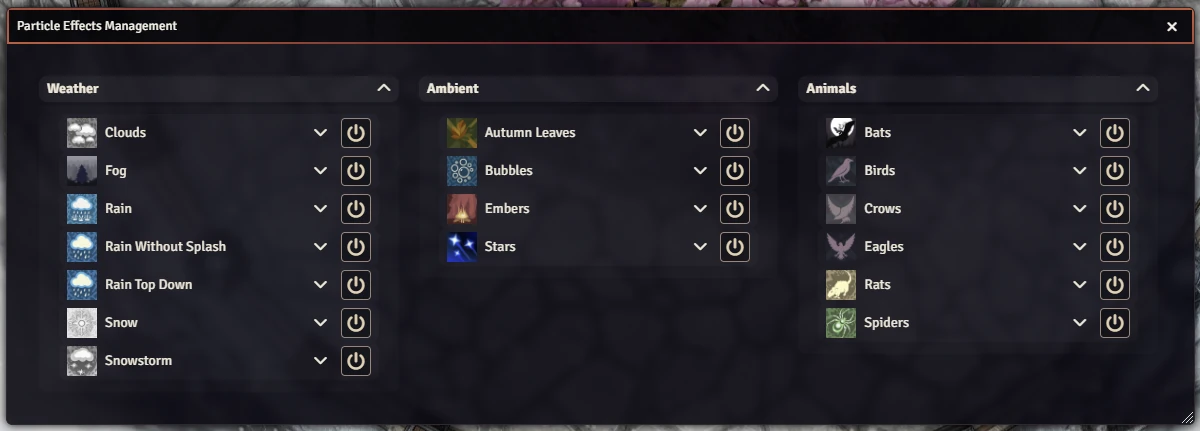 Particle Effects Management
Weather
Clouds
Fog
Rain
Rain Without Splash
Rain Top Down
Snow
Snowstorm
Ambient
Autumn Leaves
Bubbles
Embers
Stars
Animals
Bats
Birds
Crows
Eagles
Rats
Spiders